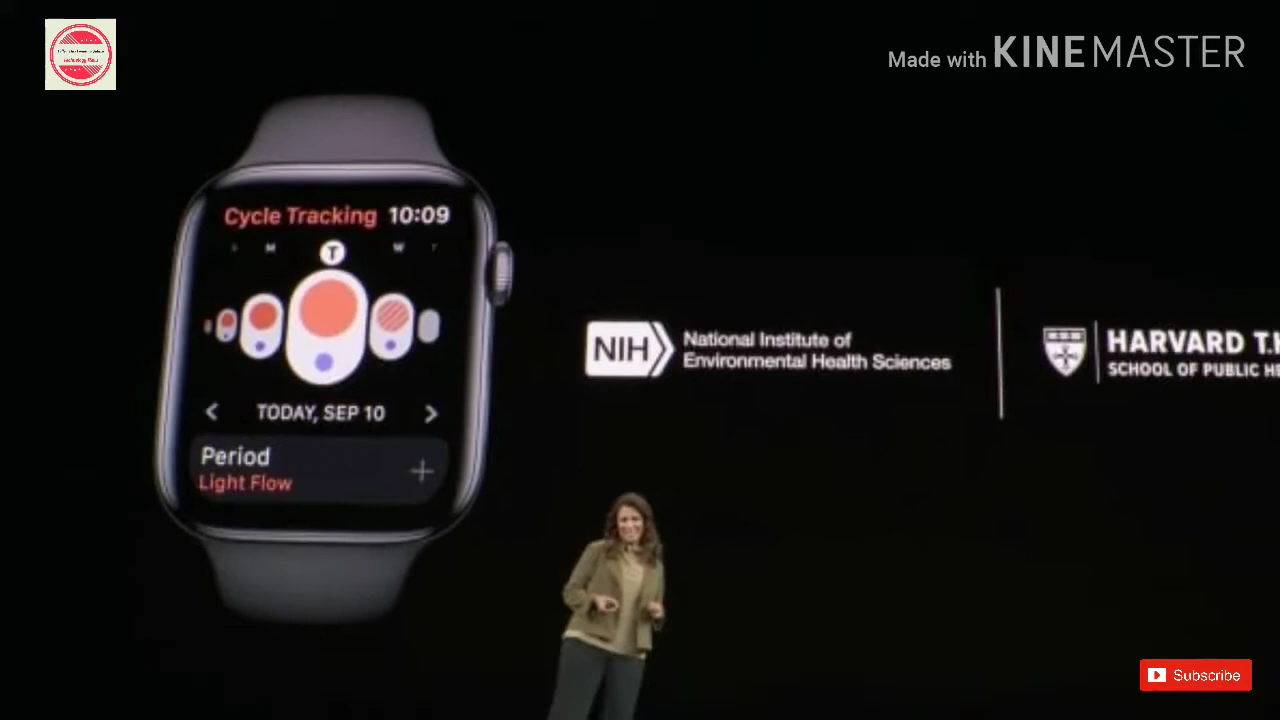 Made with KINEMASTER
Cycle Tracking 10:09
M T W T
TODAY, SEP 10
Period
Light Flow
NIH
National Institute of
Environmental Health Sciences
HARVARD T.
SCHOOL OF PUBLIC
Subscribe